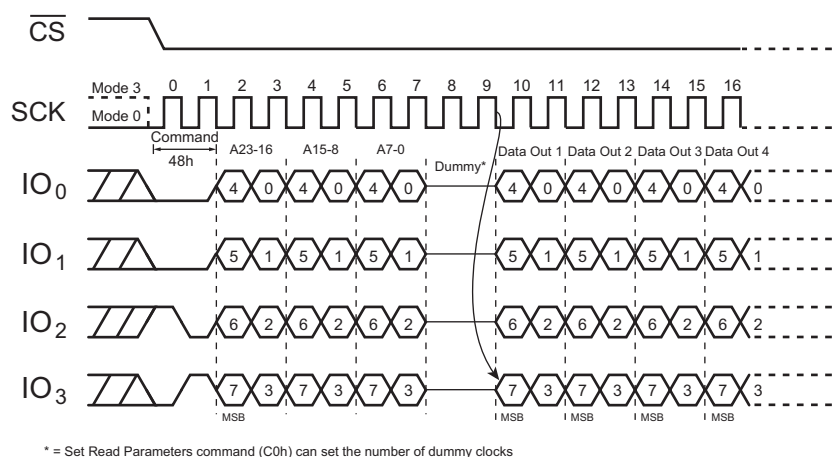 CS
Mode 3 0 1 2 3 4 5 6 7 8 9 10 11 12 13 14 15 16
SCK
Mode 0
Command A23-16 A15-8 A7-0 Dummy* Data Out 1 Data Out 2 Data Out 3 Data Out 4
48h
IO0 4 0 4 0 4 0 4 0 4 0 4 0 4 0
IO1 5 1 5 1 5 1 5 1 5 1 5 1 5 1
IO2 6 2 6 2 6 2 6 2 6 2 6 2 6 2
IO3 7 3 7 3 7 3 7 3 7 3 7 3 7 3
MSB MSB MSB MSB MSB
* = Set Read Parameters command (C0h) can set the number of dummy clocks